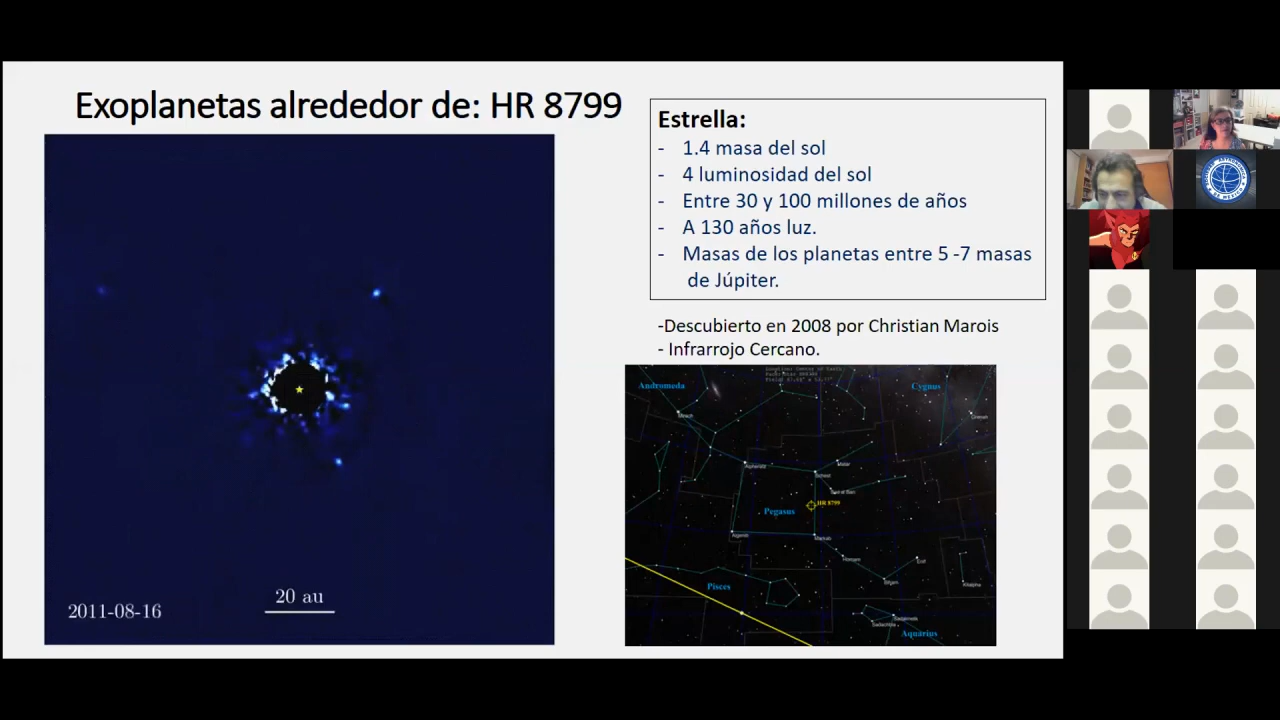 Exoplanetas alrededor de: HR 8799
Estrella:
- 1.4 masa del sol
- 4 luminosidad del sol
- Entre 30 y 100 millones de años
- A 130 años luz.
- Masas de los planetas entre 5 -7 masas
de Júpiter.
-Descubierto en 2008 por Christian Marois
- Infrarrojo Cercano.
20 au
2011-08-16
Andromeda
Cygnus
Pegasus
HR 8799
Markab
Homam
Pisces
Aquarius